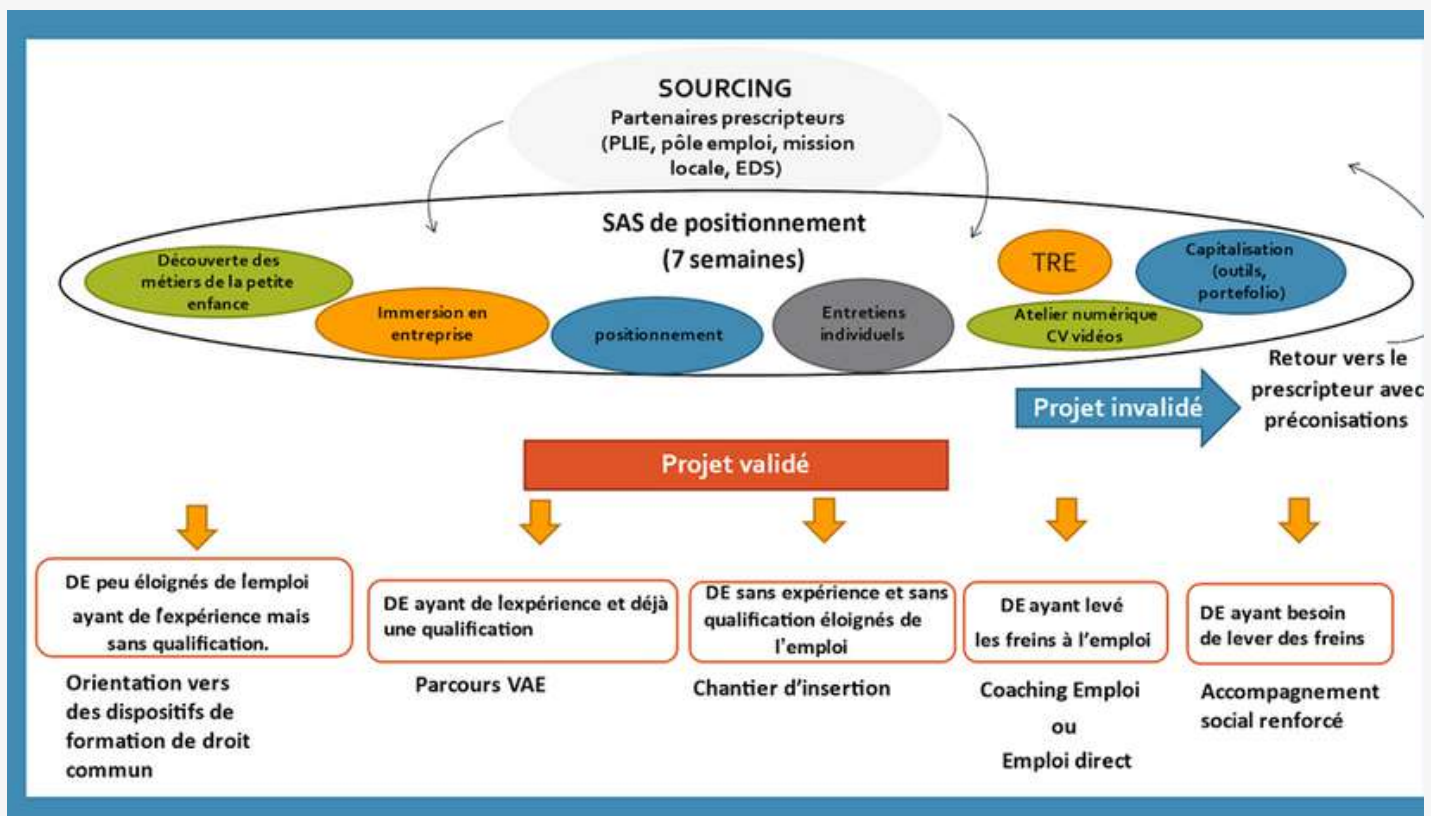 SOURCING
Partenaires prescripteurs
(PLIE, pôle emploi, mission
locale, EDS)
SAS de positionnement
(7 semaines)
Découverte des
métiers de la petite
enfance
Immersion en
entreprise
positionnement
Entretiens
individuels
TRE
Atelier numérique
CV vidéos
Capitalisation
(outils,
portefolio)
Retour vers le
prescripteur avec
préconisations
Projet invalidé
Projet validé
DE peu éloignés de l'emploi
ayant de l'expérience mais
sans qualification.
Orientation vers
des dispositifs de
formation de droit
commun
DE ayant de lexpérience et déjà
une qualification
Parcours VAE
DE sans expérience et sans
qualification éloignés de
l'emploi
Chantier d'insertion
DE ayant levé
les freins à l'emploi
Coaching Emploi
ou
Emploi direct
DE ayant besoin
de lever des freins
Accompagnement
social renforcé